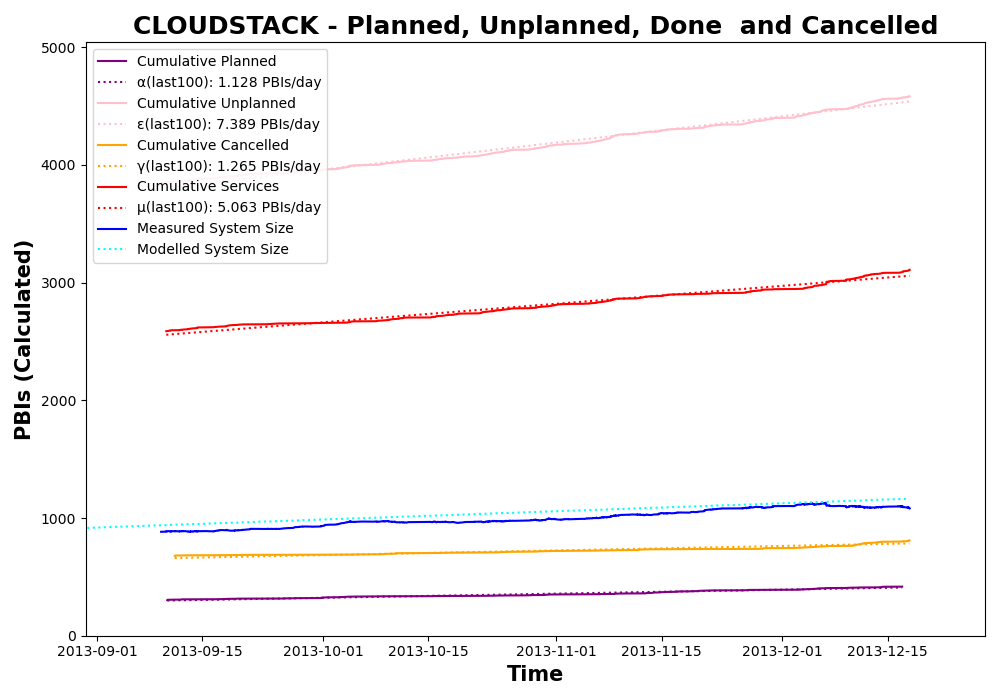 CLOUDSTACK - Planned, Unplanned, Done  and Cancelled
PBIs (Calculated)
5000
4000
3000
2000
1000
0
Cumulative Planned
α(last100): 1.128 PBIs/day
Cumulative Unplanned
ε(last100): 7.389 PBIs/day
Cumulative Cancelled
γ(last100): 1.265 PBIs/day
Cumulative Services
μ(last100): 5.063 PBIs/day
Measured System Size
Modelled System Size
2013-09-01 2013-09-15 2013-10-01 2013-10-15 2013-11-01 2013-11-15 2013-12-01 2013-12-15
Time